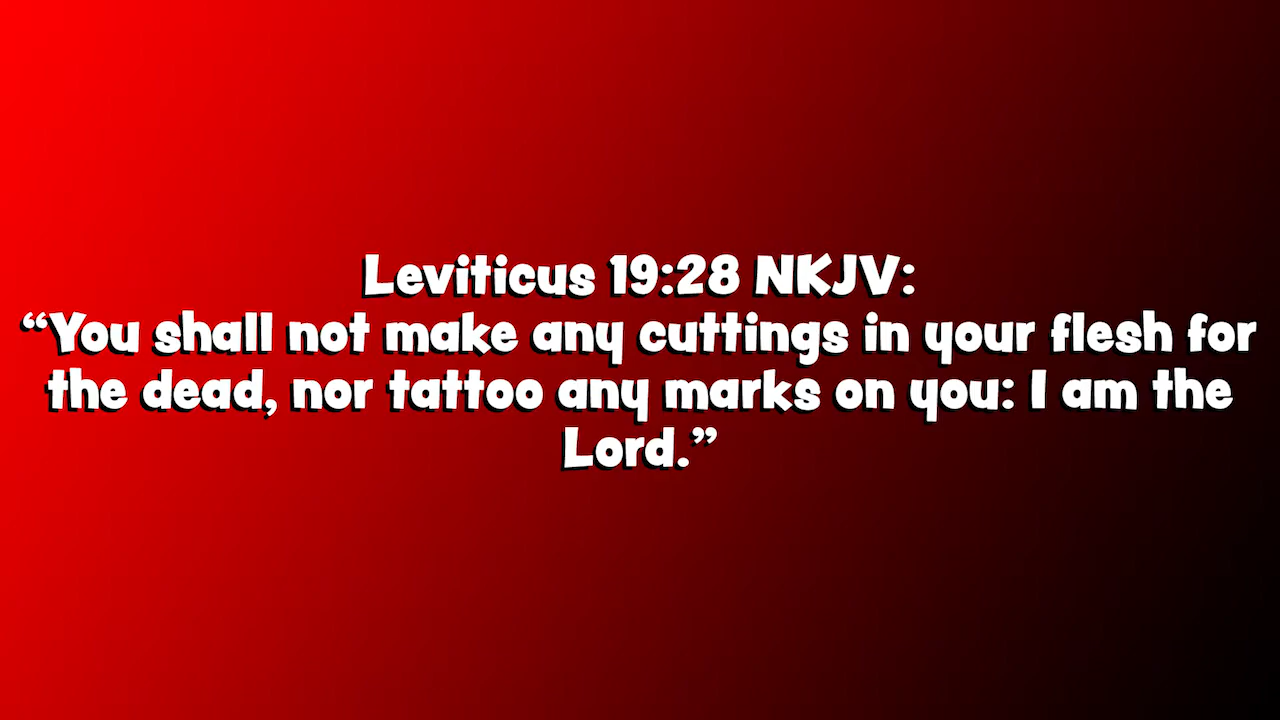 Leviticus 19:28 NKJV:
“You shall not make any cuttings in your flesh for
the dead, nor tattoo any marks on you: I am the
Lord.”